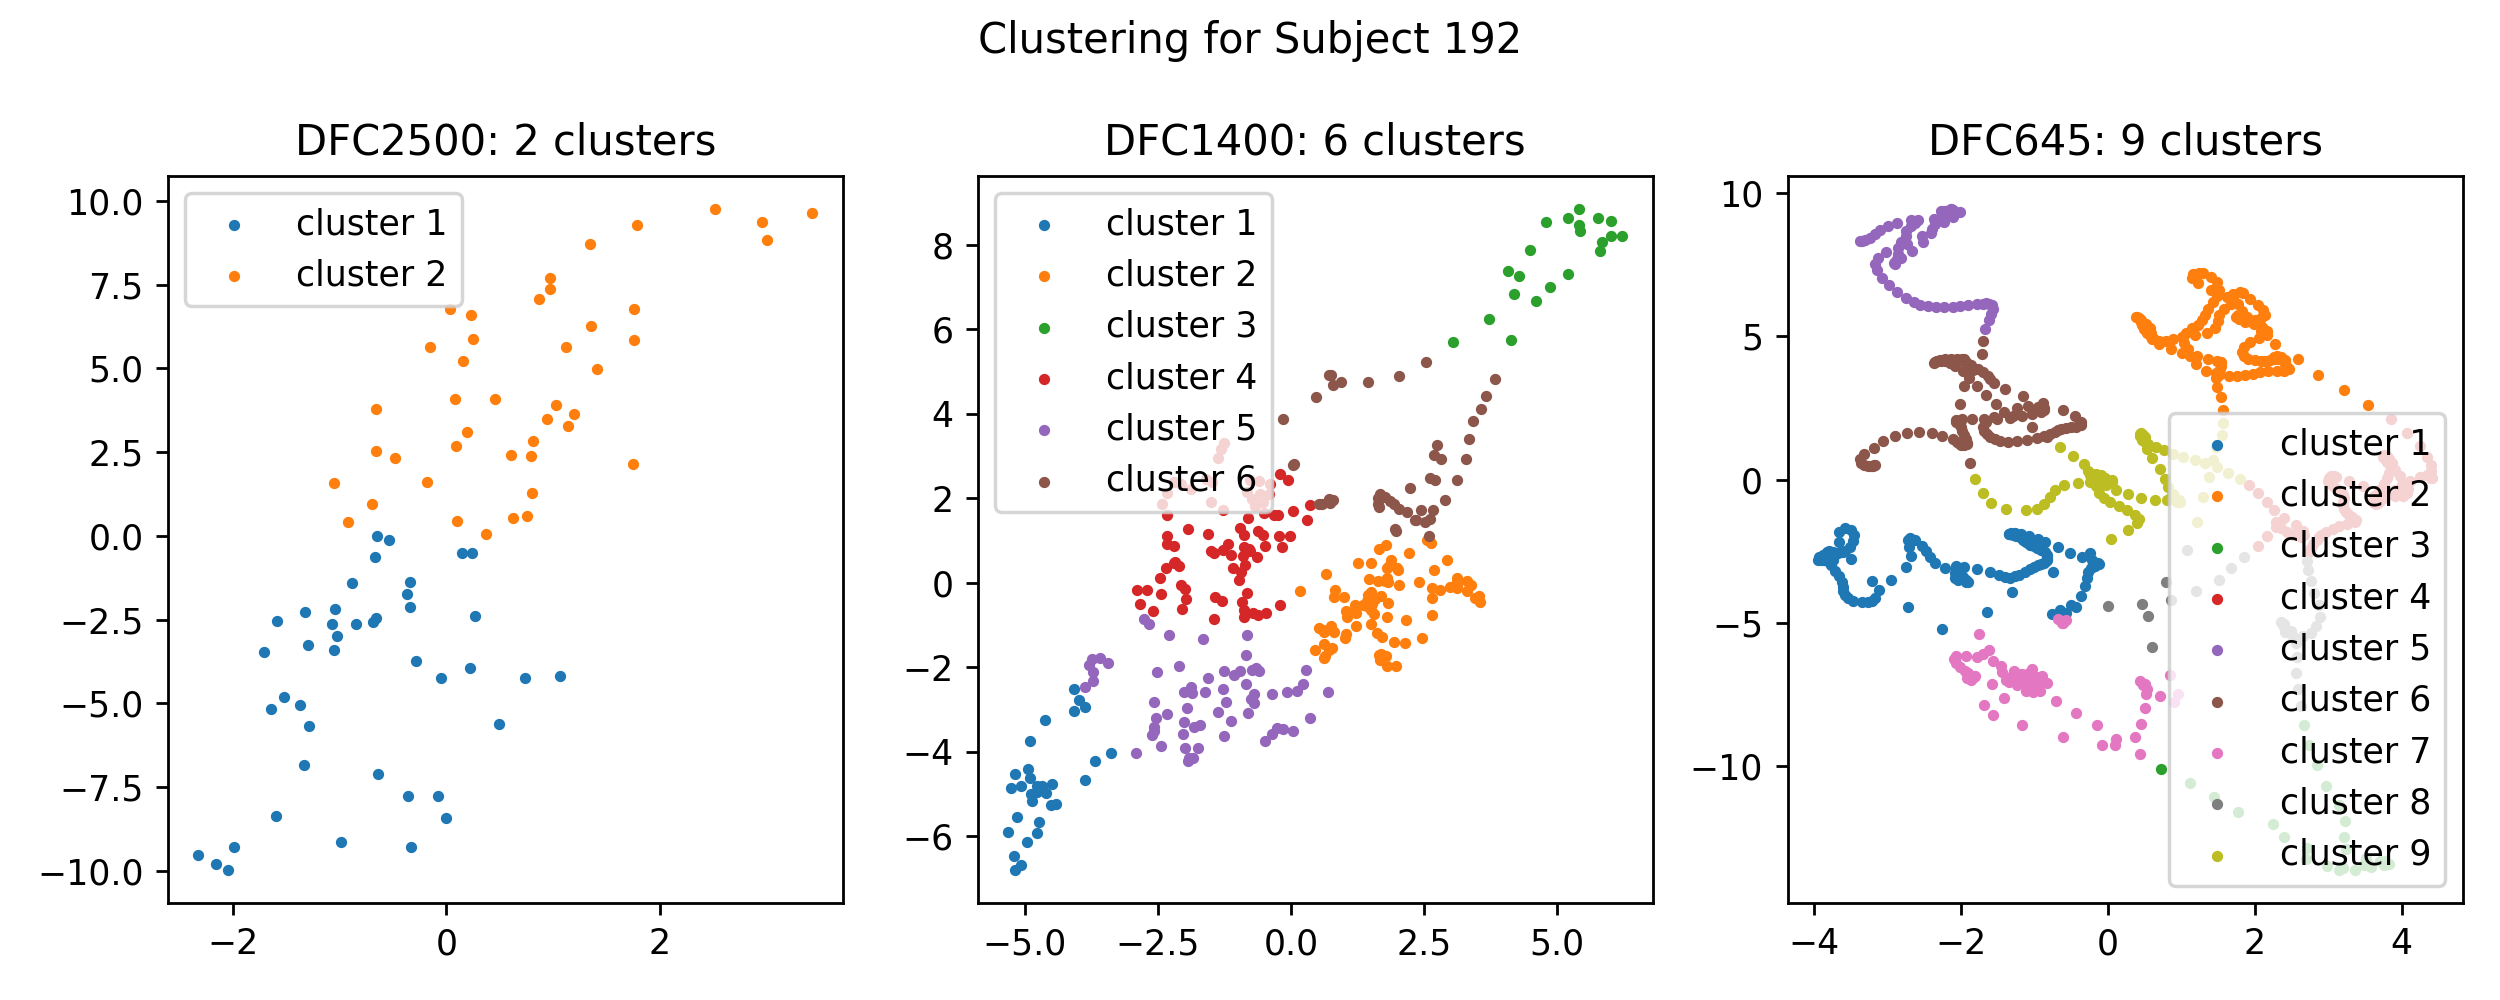 Clustering for Subject 192
DFC2500: 2 clusters
cluster 1
cluster 2
10.0
7.5
5.0
2.5
0.0
−2.5
−5.0
−7.5
−10.0
−2
0
2
DFC1400: 6 clusters
cluster 1
cluster 2
cluster 3
cluster 4
cluster 5
cluster 6
8
6
4
2
0
−2
−4
−6
−5.0
−2.5
0.0
2.5
5.0
DFC645: 9 clusters
cluster 1
cluster 2
cluster 3
cluster 4
cluster 5
cluster 6
cluster 7
cluster 8
cluster 9
10
5
0
−5
−10
−4
−2
0
2
4